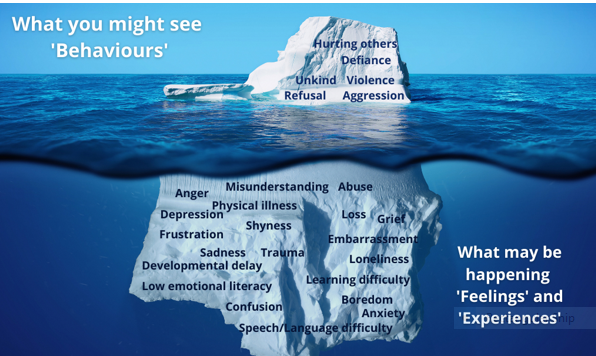 What you might see
'Behaviours'
Hurting others
Defiance
Unkind Violence
Refusal Aggression
Misunderstanding Abuse
Anger
Physical illness
Depression Loss Grief
Shyness
Frustration Embarrassment
Sadness Trauma
Loneliness
Developmental delay
Learning difficulty
Low emotional literacy
Boredom
Confusion Anxiety
Speech/Language difficulty
What may be
happening
'Feelings' and
'Experiences'